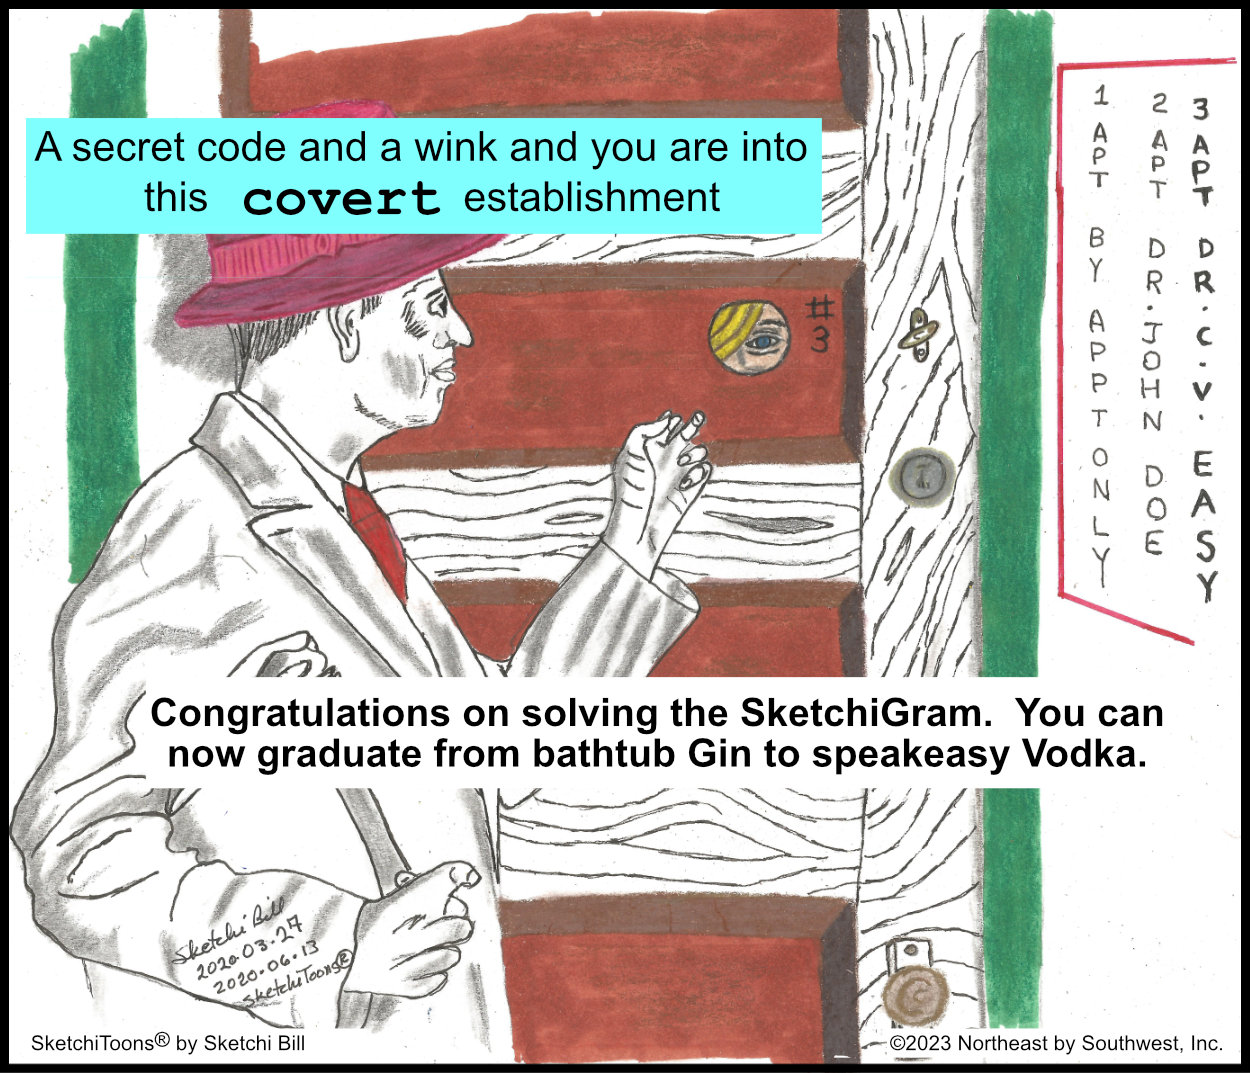 A secret code and a wink and you are into
this covert establishment
#
3
1 APT BY APPT ONLY
2 APT DR. JOHN DOE
3 APT DR. C. V. EASY
Congratulations on solving the SketchiGram. You can
now graduate from bathtub Gin to speakeasy Vodka.
Sketchi Bill
2020.03.27
2020.06.13
SketchiToons®
SketchiToons® by Sketchi Bill
©2023 Northeast by Southwest, Inc.